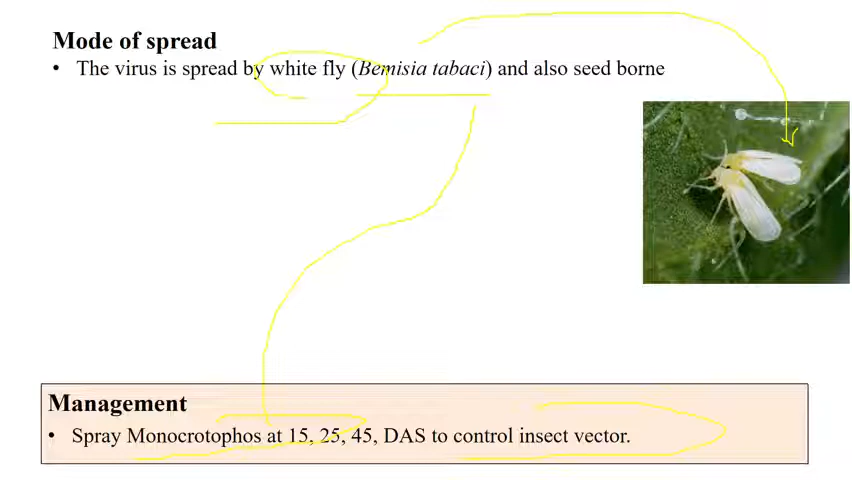 Mode of spread
• The virus is spread by white fly (Bemisia tabaci) and also seed borne
Management
• Spray Monocrotophos at 15, 25, 45, DAS to control insect vector.